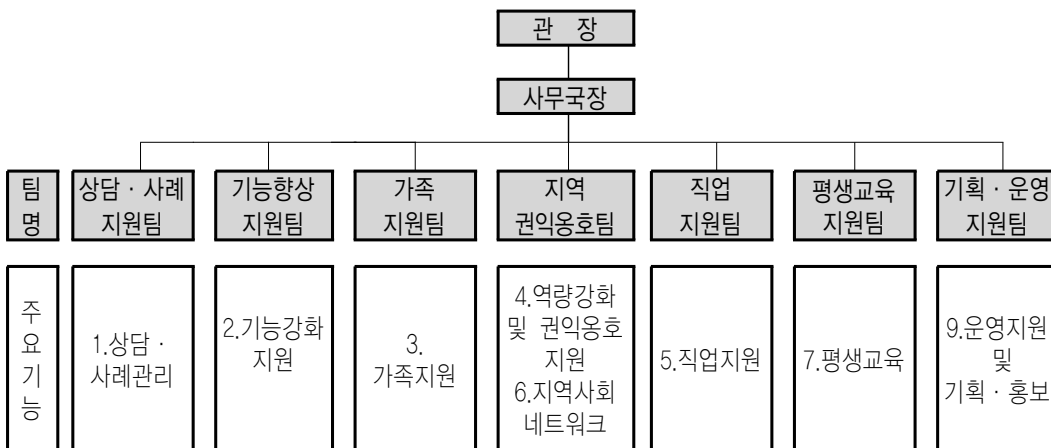 관 장
사무국장
팀
명
상담 · 사례
지원팀
기능향상
지원팀
가족
지원팀
지역
권익옹호팀
직업
지원팀
평생교육
지원팀
기획 · 운영
지원팀
주
요
기
능
1.상담 ·
사례관리
2.기능강화
지원
3.
가족지원
4.역량강화
및 권익옹호
지원
6.지역사회
네트워크
5.직업지원
7.평생교육
9.운영지원
및
기획 · 홍보